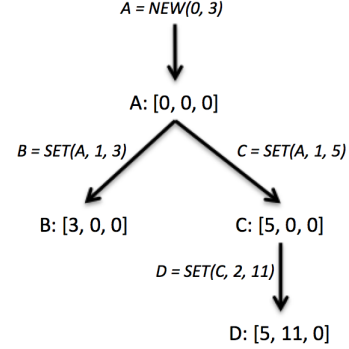 A = NEW(0, 3)
A: [0, 0, 0]
B = SET(A, 1, 3)
C = SET(A, 1, 5)
B: [3, 0, 0]
C: [5, 0, 0]
D = SET(C, 2, 11)
D: [5, 11, 0]